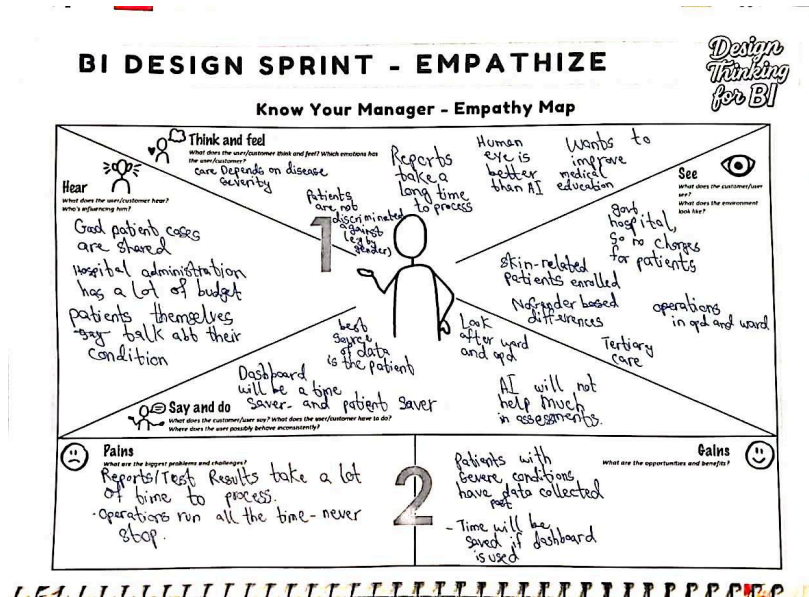 BI DESIGN SPRINT - EMPATHIZE
Design
Thinking
for BI
Know Your Manager - Empathy Map
Think and feel
What does the user/customer think and feel? Which emotions has
the user/customer?
care Depends on disease
severity
Patients
are not
discriminated
against
(eg by
gender)
Reports
take a
long time
to process
Human
eye is
better
than AI
Wants to
improve
medical
education
Hear
What does the user/customer hear?
Who's influencing him?
Good patient cases
are shared
Hospital administration
has a lot of budget
patients themselves
talk abt their
condition
1
See
What does the customer/user
see?
What does the environment
look like?
govt
hospital,
so no charges
for patients
skin-related
patients enrolled
No gender based
differences
operations
in opd and ward
Tertiary
care
Say and do
What does the customer/user say? What does the user/customer have to do?
Where does the user possibly behave inconsistently?
best
source
of data
is the patient
Dashboard
will be a time
saver- and patient saver
Look
after ward
and opd
AI will not
help much
in assessments.
Pains
What are the biggest problems and challenges?
Reports/Test Results take a lot
of time to process.
-Operations run all the time - never
stop.
2
Gains
What are the opportunities and benefits?
Patients with
severe conditions
have data collected
- Time will be
saved if dashboard
is used